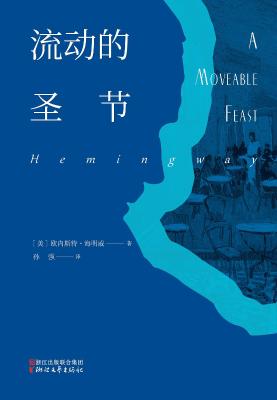 流动的
圣节
A
MOVEABLE
FEAST
Hemingway
［美］欧内斯特·海明威——著
孙强——译
浙江出版联合集团
浙江文艺出版社